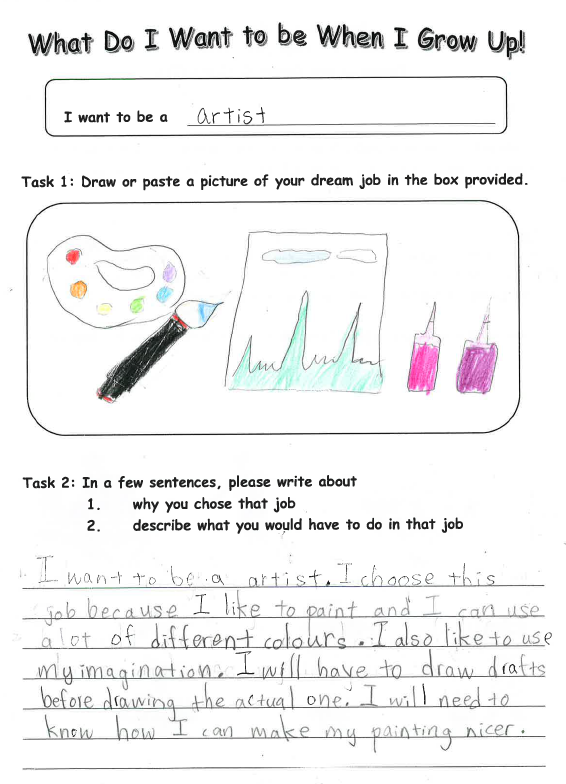 What Do I Want to be When I Grow Up!
I want to be a artist
Task 1: Draw or paste a picture of your dream job in the box provided.
Task 2: In a few sentences, please write about
1. why you chose that job
2. describe what you would have to do in that job
I want to be a artist. I choose this
job because I like to paint and I can use
a lot of different colours. I also like to use
my imagination. I will have to draw drafts
before drawing the actual one. I will need to
know how I can make my painting nicer.